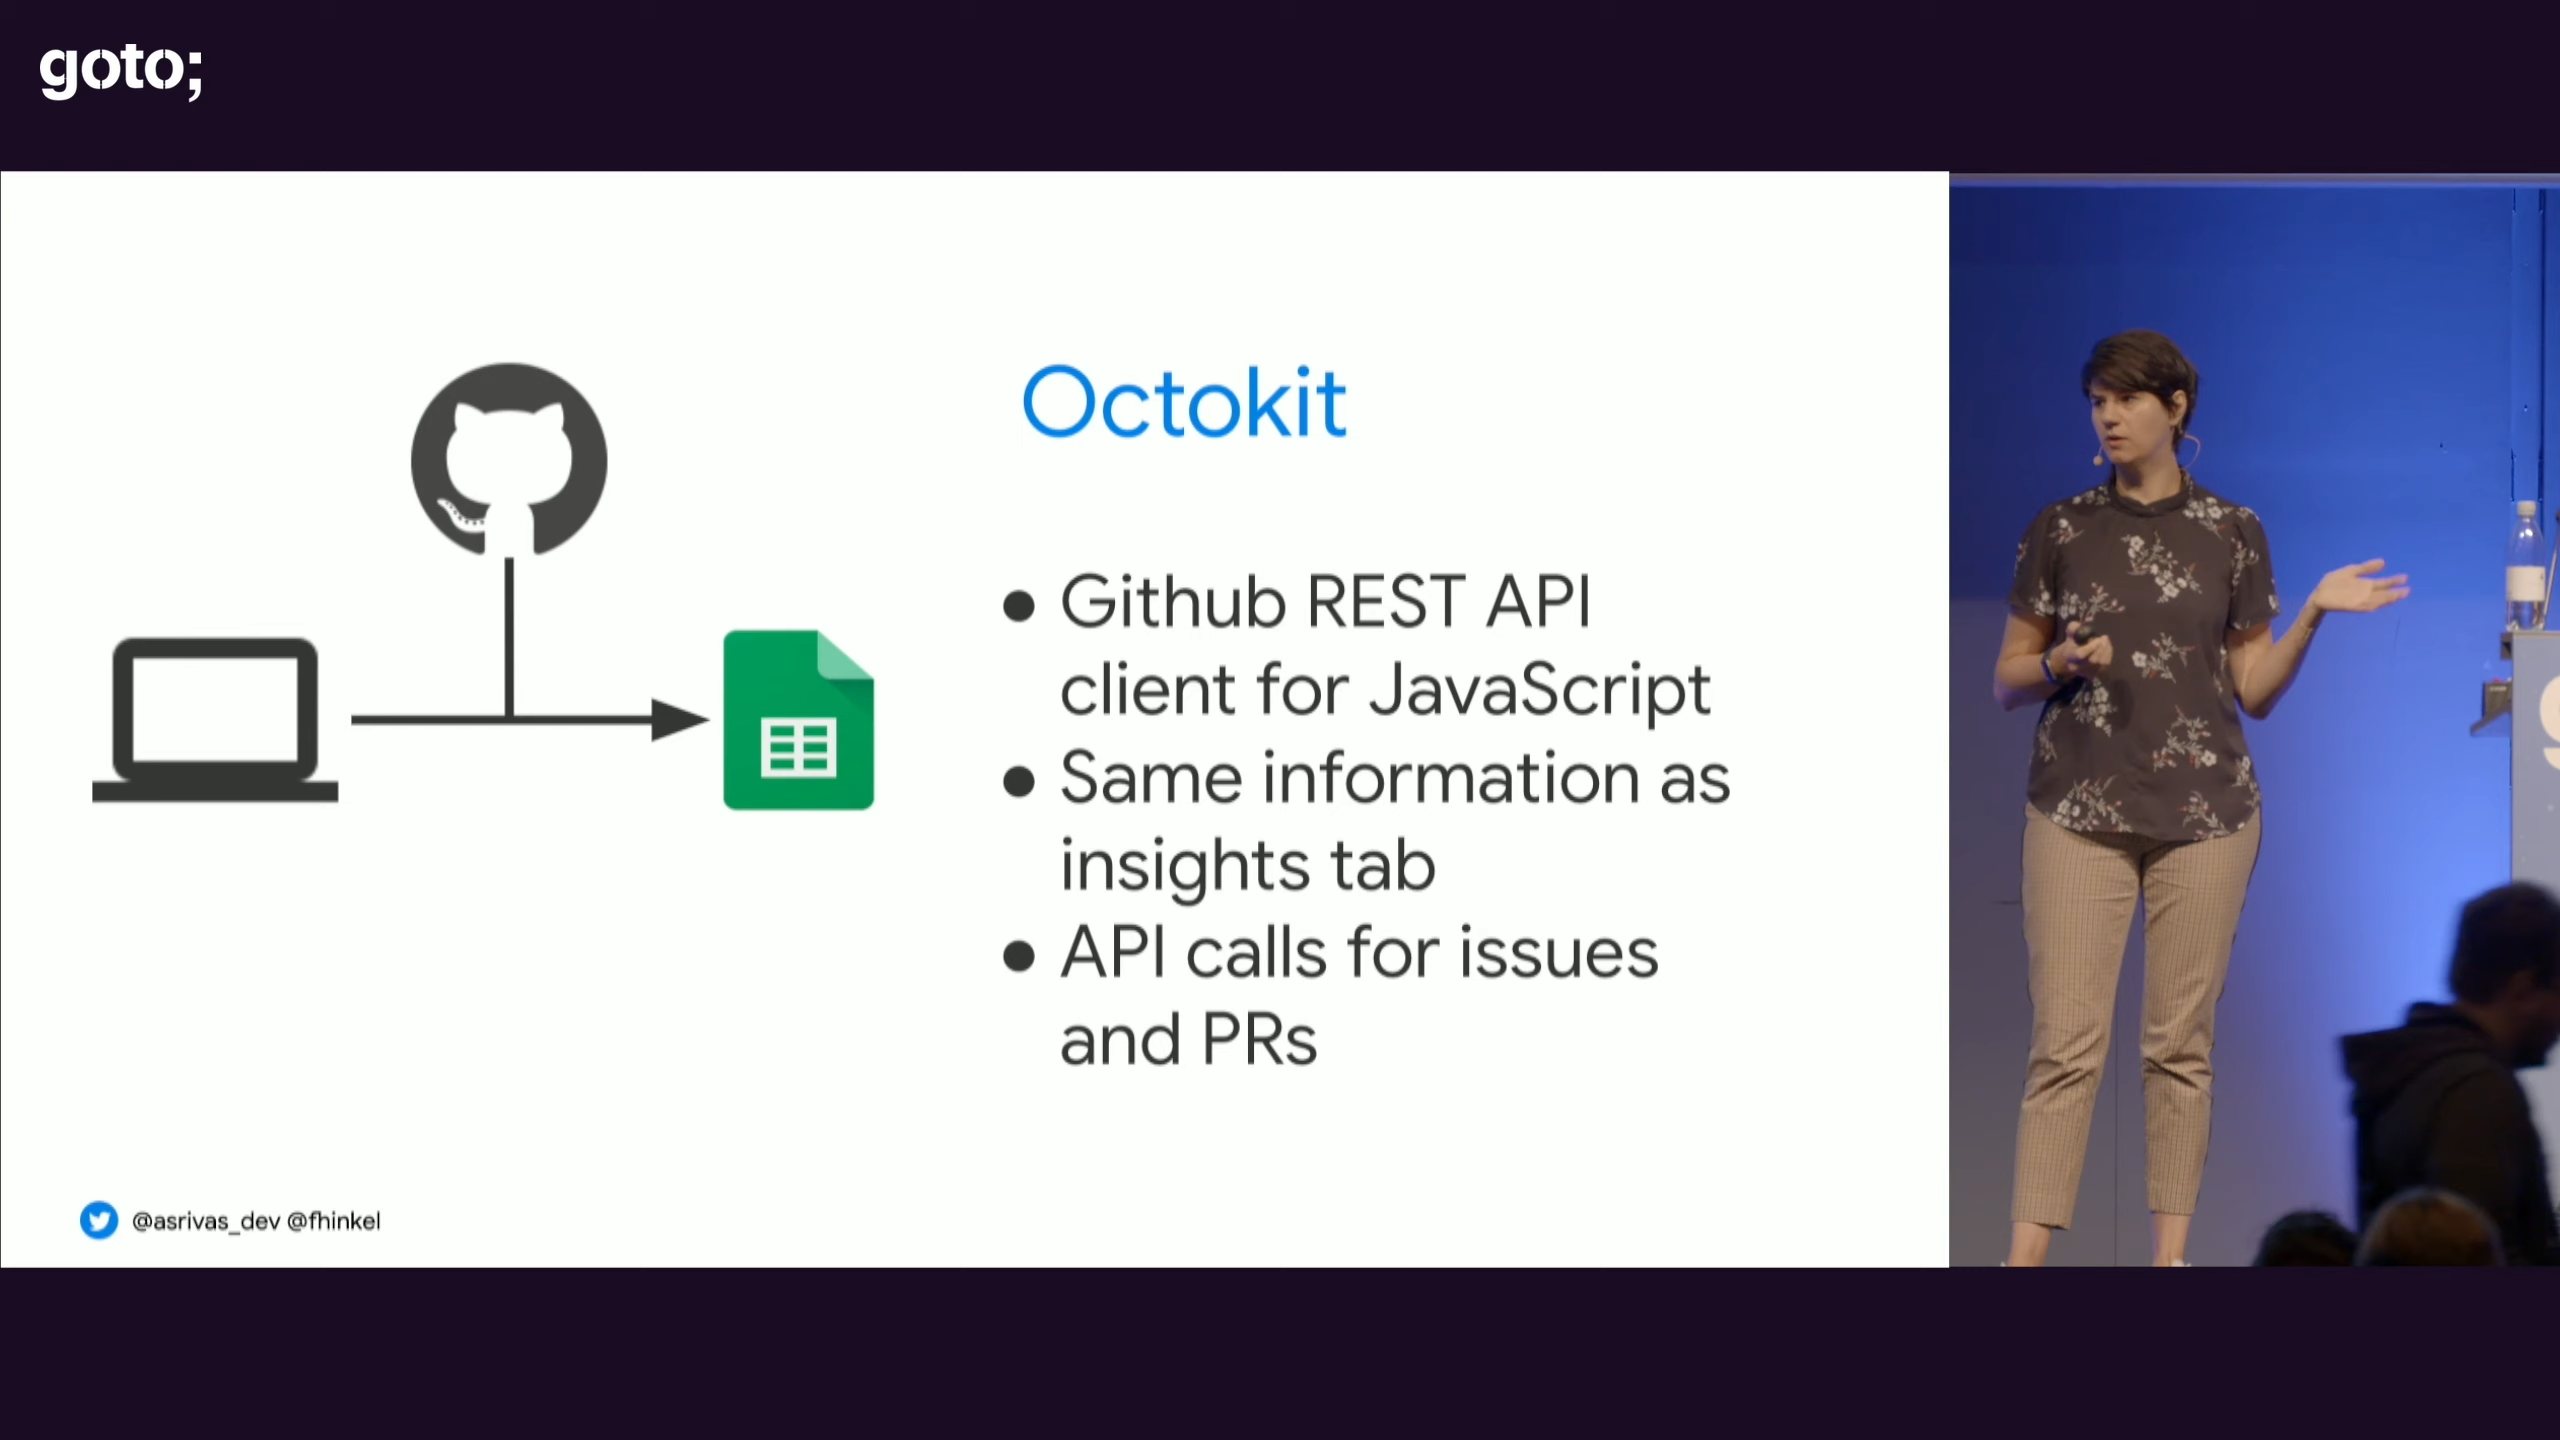 goto;
Octokit
● Github REST API
client for JavaScript
● Same information as
insights tab
● API calls for issues
and PRs
@asrivas_dev @fhinkel